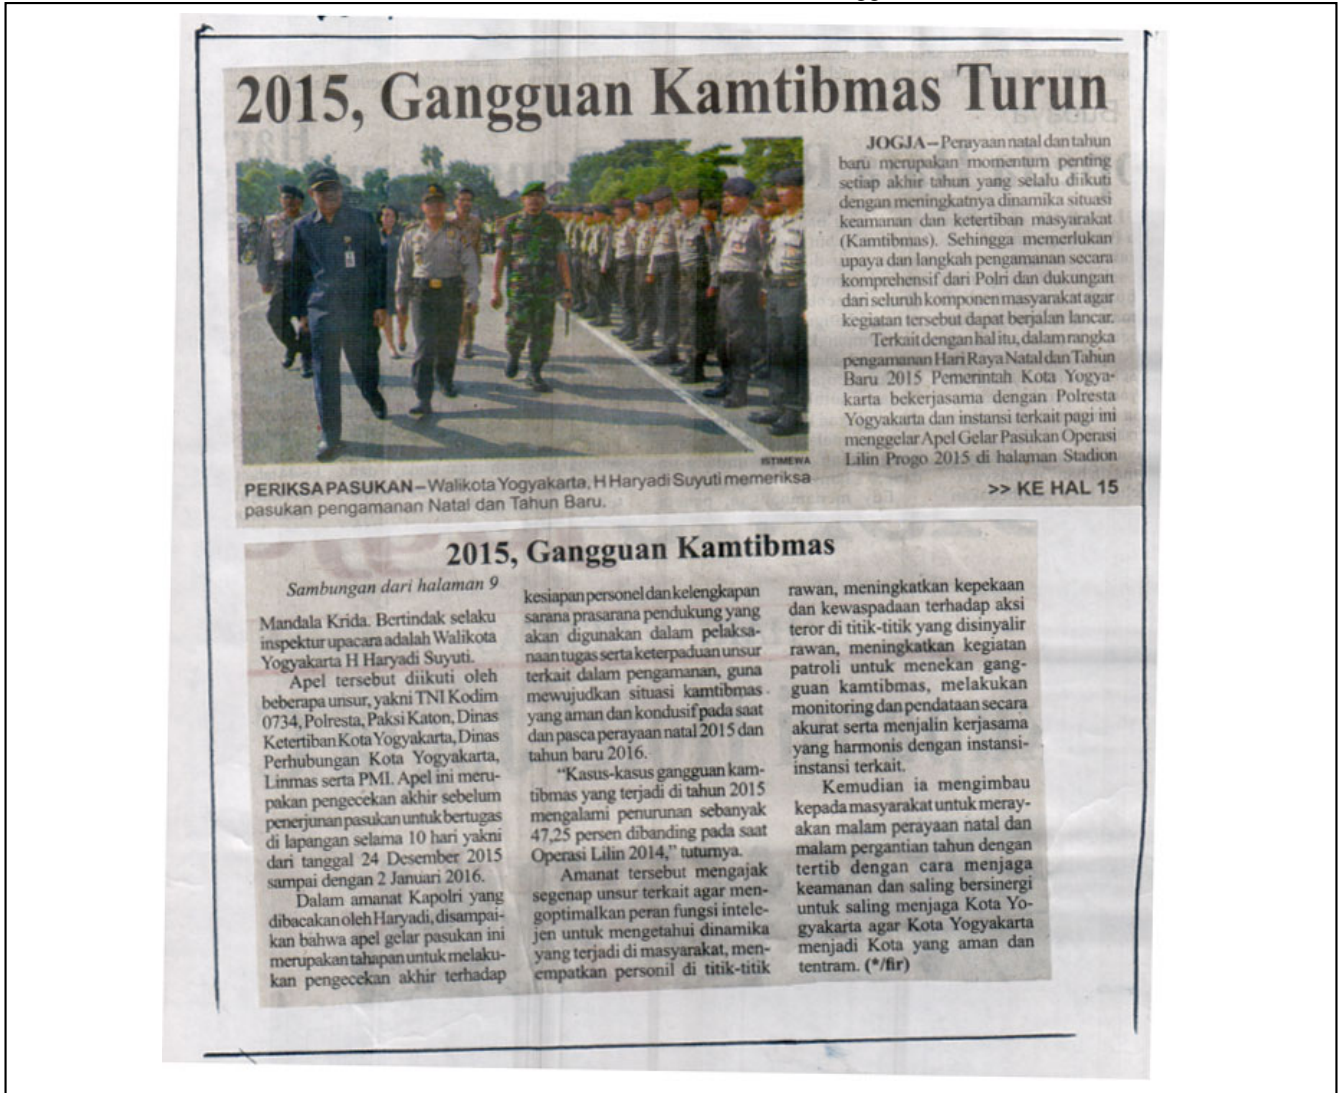 2015, Gangguan Kamtibmas Turun
JOGJA – Perayaan natal dan tahun
baru merupakan momentum penting
setiap akhir tahun yang selalu diikuti
dengan meningkatnya dinamika situasi
keamanan dan ketertiban masyarakat
(Kamtibmas). Sehingga memerlukan
upaya dan langkah pengamanan secara
komprehensif dari Polri dan dukungan
dari seluruh komponen masyarakat agar
kegiatan tersebut dapat berjalan lancar.
Terkait dengan hal itu, dalam rangka
pengamanan Hari Raya Natal dan Tahun
Baru 2015 Pemerintah Kota Yogya-
karta bekerjasama dengan Polresta
Yogyakarta dan instansi terkait pagi ini
menggelar Apel Gelar Pasukan Operasi
Lilin Progo 2015 di halaman Stadion
>> KE HAL 15
ISTIMEWA
PERIKSA PASUKAN – Walikota Yogyakarta, H Haryadi Suyuti memeriksa
pasukan pengamanan Natal dan Tahun Baru.
2015, Gangguan Kamtibmas
Sambungan dari halaman 9
Mandala Krida. Bertindak selaku
inspektur upacara adalah Walikota
Yogyakarta H Haryadi Suyuti.
Apel tersebut diikuti oleh
beberapa unsur, yakni TNI Kodim
0734, Polresta, Paksi Katon, Dinas
Ketertiban Kota Yogyakarta, Dinas
Perhubungan Kota Yogyakarta,
Linmas serta PMI. Apel ini meru-
pakan pengecekan akhir sebelum
penerjunan pasukan untuk bertugas
di lapangan selama 10 hari yakni
dari tanggal 24 Desember 2015
sampai dengan 2 Januari 2016.
Dalam amanat Kapolri yang
dibacakan oleh Haryadi, disampai-
kan bahwa apel gelar pasukan ini
merupakan tahapan untuk melaku-
kan pengecekan akhir terhadap
kesiapan personel dan kelengkapan
sarana prasarana pendukung yang
akan digunakan dalam pelaksa-
naan tugas serta keterpaduan unsur
terkait dalam pengamanan, guna
mewujudkan situasi kamtibmas
yang aman dan kondusif pada saat
dan pasca perayaan natal 2015 dan
tahun baru 2016.
“Kasus-kasus gangguan kam-
tibmas yang terjadi di tahun 2015
mengalami penurunan sebanyak
47,25 persen dibanding pada saat
Operasi Lilin 2014,” tuturnya.
Amanat tersebut mengajak
segenap unsur terkait agar men-
goptimalkan peran fungsi intele-
jen untuk mengetahui dinamika
yang terjadi di masyarakat, men-
empatkan personil di titik-titik
rawan, meningkatkan kepekaan
dan kewaspadaan terhadap aksi
teror di titik-titik yang disinyalir
rawan, meningkatkan kegiatan
patroli untuk menekan gang-
guan kamtibmas, melakukan
monitoring dan pendataan secara
akurat serta menjalin kerjasama
yang harmonis dengan instansi-
instansi terkait.
Kemudian ia mengimbau
kepada masyarakat untuk meray-
akan malam perayaan natal dan
malam pergantian tahun dengan
tertib dengan cara menjaga
keamanan dan saling bersinergi
untuk saling menjaga Kota Yo-
gyakarta agar Kota Yogyakarta
menjadi Kota yang aman dan
tentram. (*/fir)